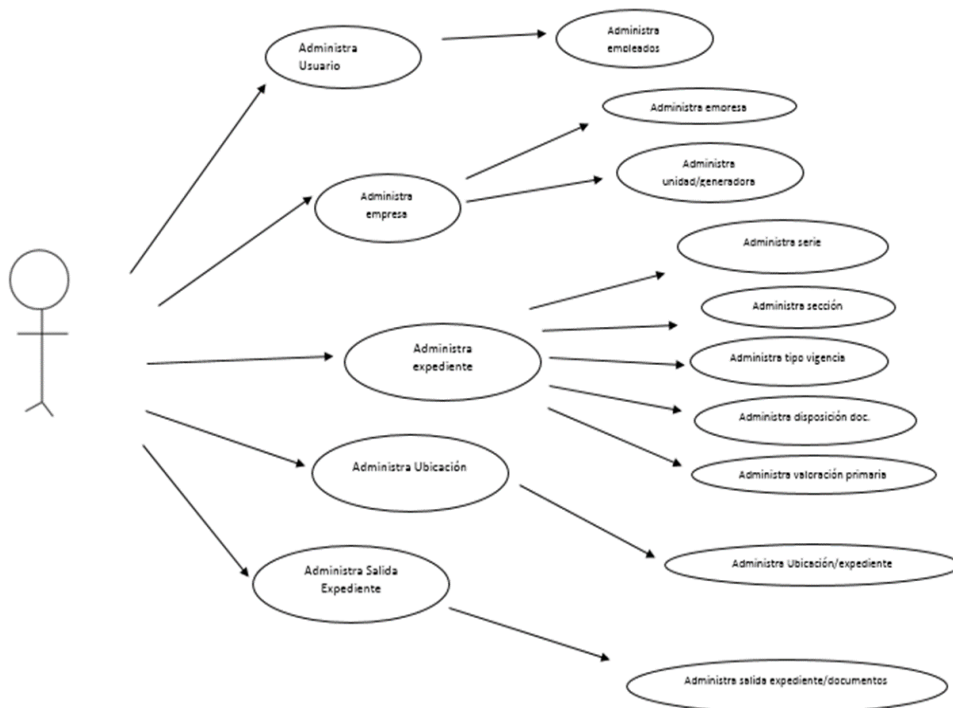 Administra
Usuario
Administra
empleados
Administra empresa
Administra
unidad/generadora
Administra
empresa
Administra serie
Administra sección
Administra
expediente
Administra tipo vigencia
Administra disposición doc.
Administra Ubicación
Administra valoración primaria
Administra Ubicación/expediente
Administra Salida
Expediente
Administra salida expediente/documentos